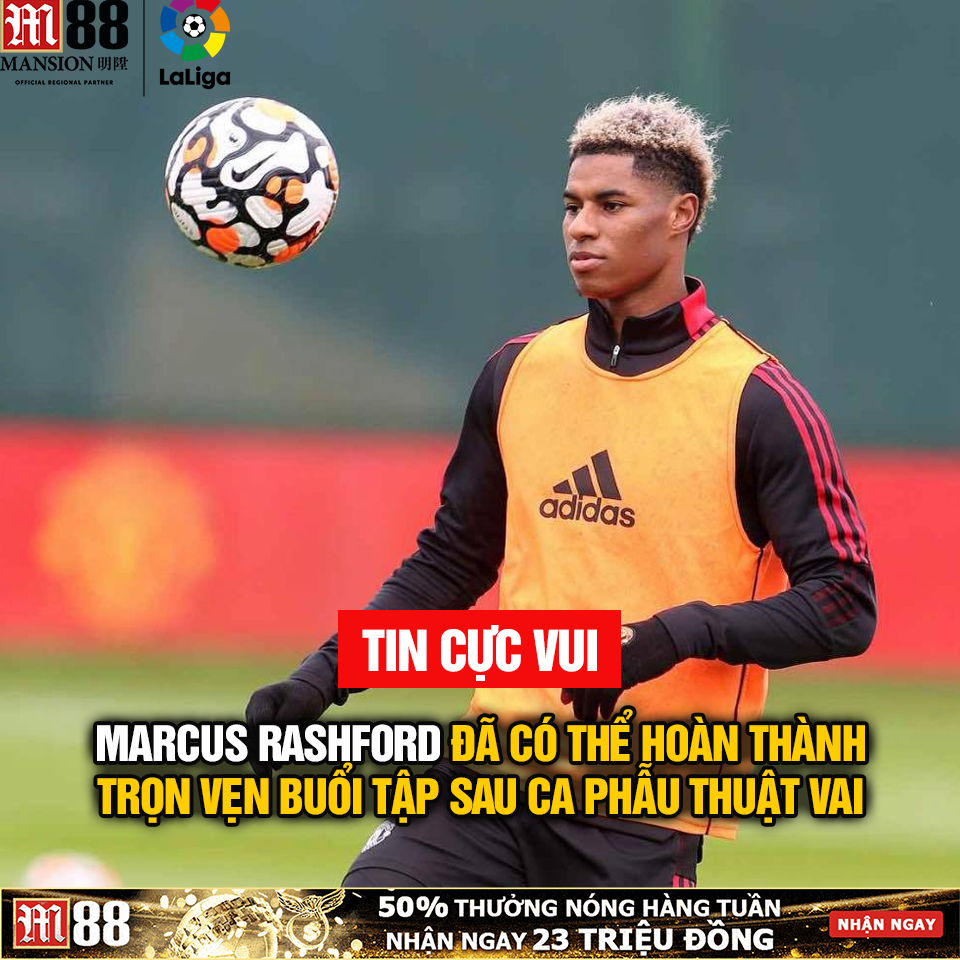 M88
MANSION 明陞
OFFICIAL REGIONAL PARTNER
LaLiga
adidas
TIN CỰC VUI
MARCUS RASHFORD ĐÃ CÓ THỂ HOÀN THÀNH
TRỌN VẸN BUỔI TẬP SAU CA PHẪU THUẬT VAI
M88
50% THƯỞNG NÓNG HÀNG TUẦN
NHẬN NGAY 23 TRIỆU ĐỒNG
NHẬN NGAY